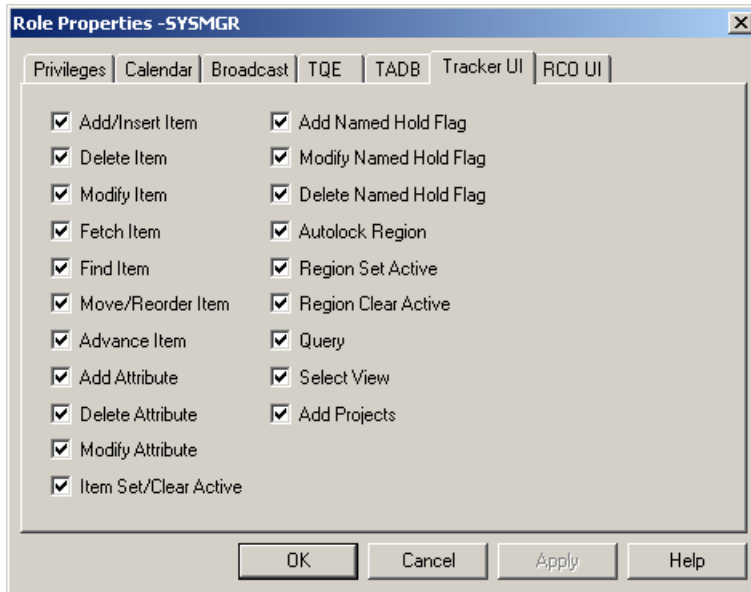 Role Properties -SYSMGR
Privileges
Calendar
Broadcast
TQE
TADB
Tracker UI
RCO UI
Add/Insert Item
Delete Item
Modify Item
Fetch Item
Find Item
Move/Reorder Item
Advance Item
Add Attribute
Delete Attribute
Modify Attribute
Item Set/Clear Active
Add Named Hold Flag
Modify Named Hold Flag
Delete Named Hold Flag
Autolock Region
Region Set Active
Region Clear Active
Query
Select View
Add Projects
OK
Cancel
Apply
Help